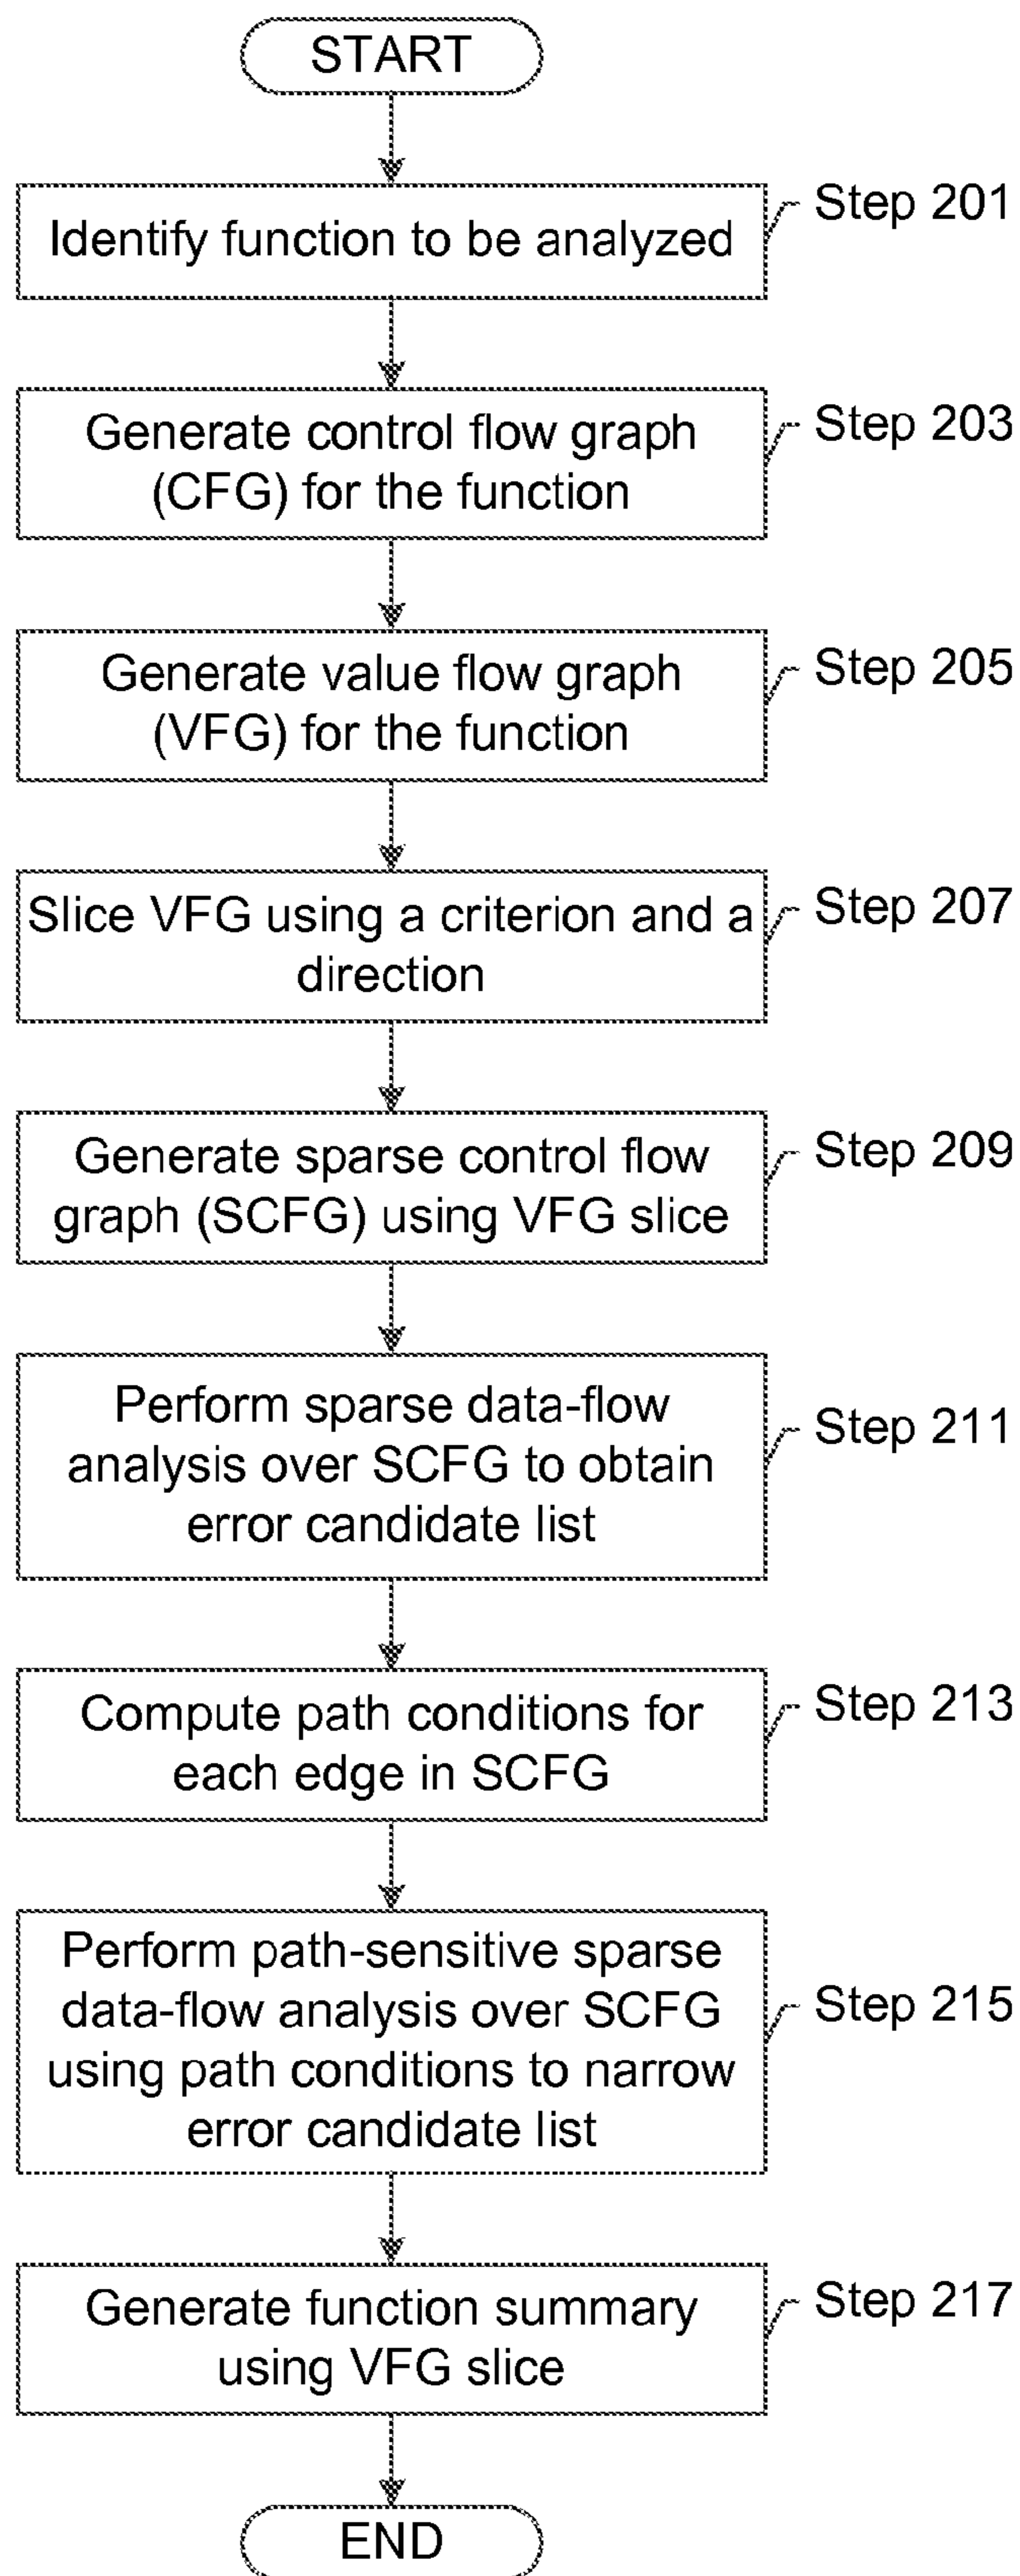 START
Identify function to be analyzed
Step 201
Generate control flow graph
(CFG) for the function
Step 203
Generate value flow graph
(VFG) for the function
Step 205
Slice VFG using a criterion and a
direction
Step 207
Generate sparse control flow
graph (SCFG) using VFG slice
Step 209
Perform sparse data-flow
analysis over SCFG to obtain
error candidate list
Step 211
Compute path conditions for
each edge in SCFG
Step 213
Perform path-sensitive sparse
data-flow analysis over SCFG
using path conditions to narrow
error candidate list
Step 215
Generate function summary
using VFG slice
Step 217
END